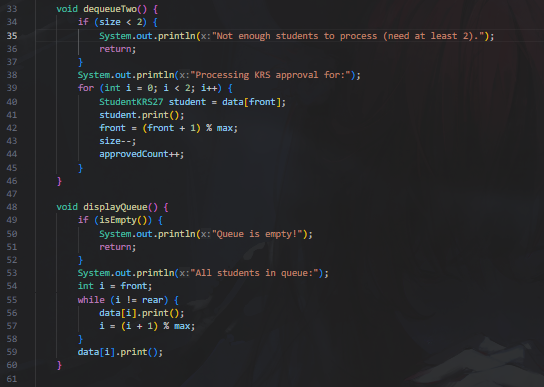 33 void dequeueTwo() {
34 if (size < 2) {
35 System.out.println(x:"Not enough students to process (need at least 2).");
36 return;
37 }
38 System.out.println(x:"Processing KRS approval for:");
39 for (int i = 0; i < 2; i++) {
40 StudentKRS27 student = data[front];
41 student.print();
42 front = (front + 1) % max;
43 size--;
44 approvedCount++;
45 }
46 }
47
48 void displayQueue() {
49 if (isEmpty()) {
50 System.out.println(x:"Queue is empty!");
51 return;
52 }
53 System.out.println(x:"All students in queue:");
54 int i = front;
55 while (i != rear) {
56 data[i].print();
57 i = (i + 1) % max;
58 }
59 data[i].print();
60 }
61